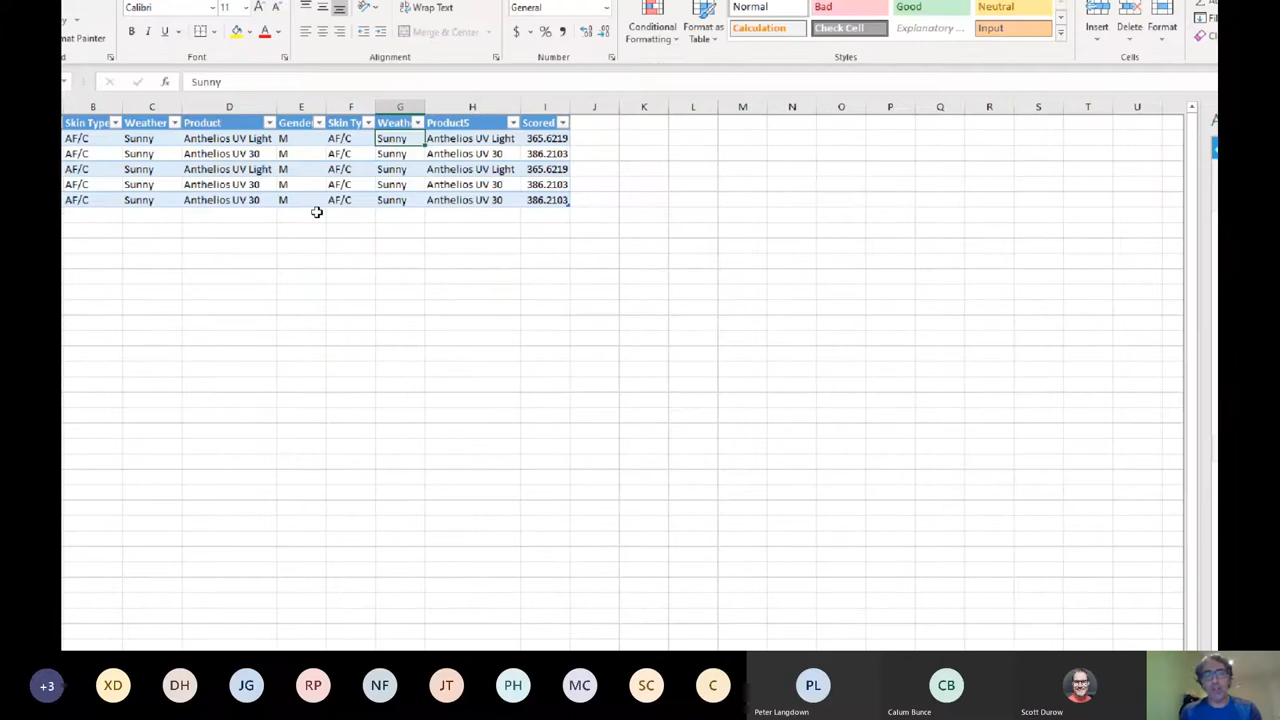 Calibri 11 A A Wrap Text General Normal Bad Good Neutral
Format Painter B I U A Merge & Center $ % Conditional Formatting Format as Table Calculation Check Cell Explanatory ... Input Insert Delete Format
Font Alignment Number Styles Cells
fx Sunny
B C D E F G H I J K L M N O P Q R S T U
Skin Type Weather Product Gende Skin Ty Weath Product5 Scored
AF/C Sunny Anthelios UV Light M AF/C Sunny Anthelios UV Light 365.6219
AF/C Sunny Anthelios UV 30 M AF/C Sunny Anthelios UV 30 386.2103
AF/C Sunny Anthelios UV Light M AF/C Sunny Anthelios UV Light 365.6219
AF/C Sunny Anthelios UV 30 M AF/C Sunny Anthelios UV 30 386.2103
AF/C Sunny Anthelios UV 30 M AF/C Sunny Anthelios UV 30 386.2103
+3 XD DH JG RP NF JT PH MC SC C PL CB
Peter Langdown Calum Bunce Scott Durow